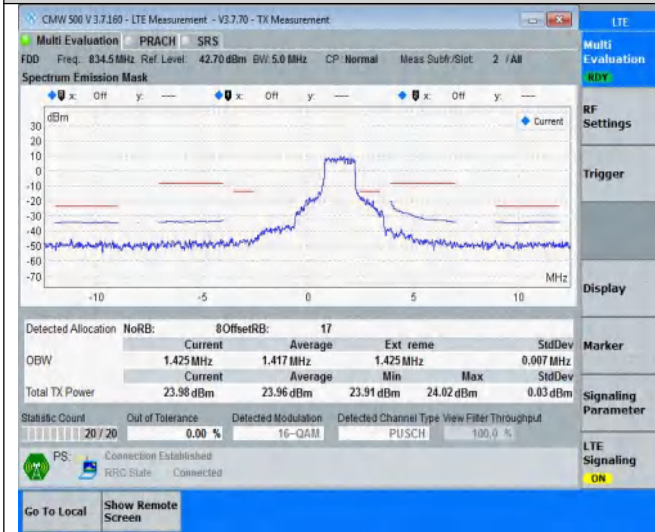 CMW 500 V 3.7.160 - LTE Measurement - V3.7.70 - TX Measurement
LTE
Multi Evaluation PRACH SRS
Multi Evaluation
RDY
FDD Freq. 834.5 MHz Ref. Level: 42.70 dBm BW: 5.0 MHz CP: Normal Meas Subfr./Slot: 2 / All
Spectrum Emission Mask
x: Off y: --- x: Off y: --- x: Off y: ---
dBm
Current
30
20
10
0
-10
-20
-30
-40
-50
-60
-70
MHz
-10 -5 0 5 10
RF Settings
Trigger
Display
Marker
Signaling Parameter
LTE Signaling
ON
Detected Allocation NoRB: 8 OffsetRB: 17
Current Average Ext reme StdDev
OBW 1.425 MHz 1.417 MHz 1.425 MHz 0.007 MHz
Current Average Min Max StdDev
Total TX Power 23.98 dBm 23.96 dBm 23.91 dBm 24.02 dBm 0.03 dBm
Statistic Count Out of Tolerance Detected Modulation Detected Channel Type View Filter Throughput
20 / 20 0.00 % 16-QAM PUSCH 100.0 %
PS: Connection Established
RRC State Connected
Go To Local Show Remote Screen